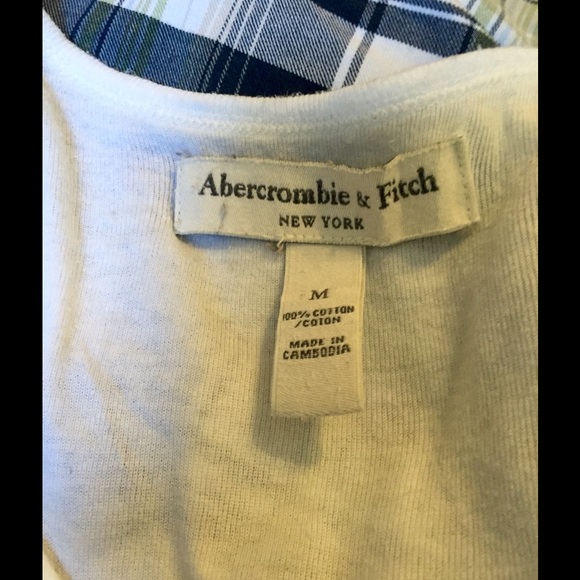 Abercrombie & Fitch
NEW YORK
M
100% COTTON
/COTON
MADE IN
CAMBODIA